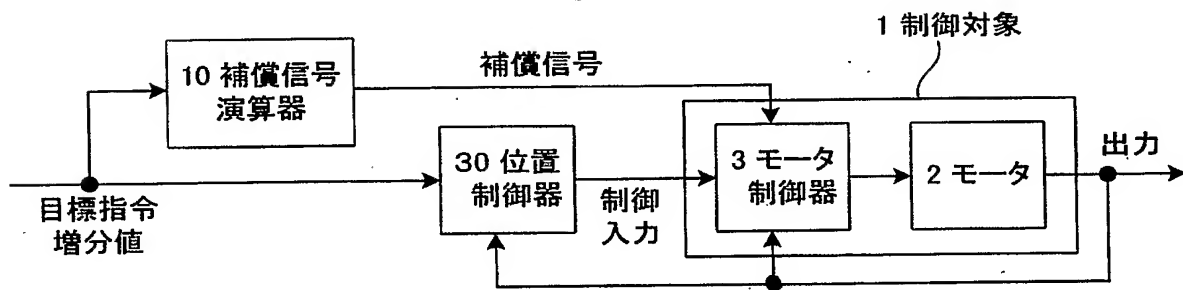 1 制御対象
10 補償信号
演算器
補償信号
30 位置
制御器
3 モータ
制御器
2 モータ
出力
目標指令
増分値
制御
入力